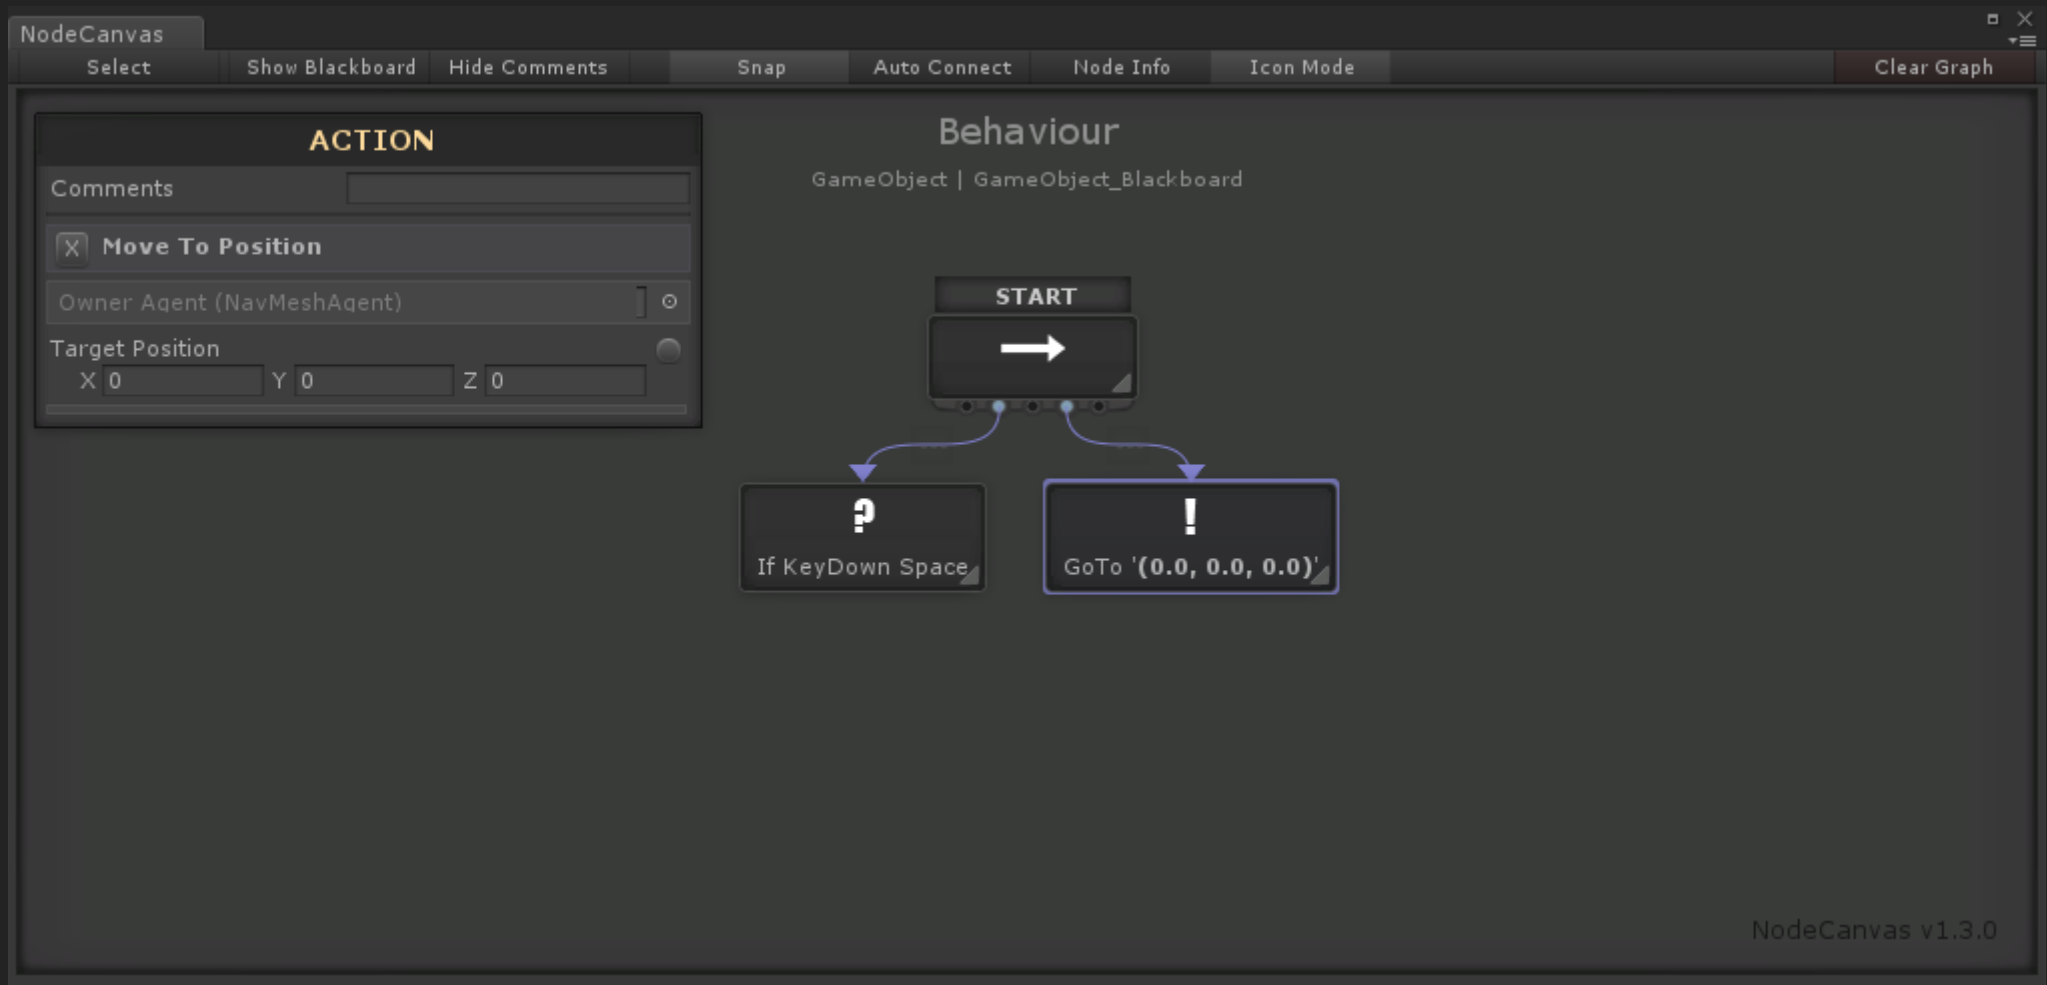 NodeCanvas
Select Show Blackboard Hide Comments Snap Auto Connect Node Info Icon Mode Clear Graph
ACTION
Comments
X Move To Position
Owner Agent (NavMeshAgent)
Target Position
X 0 Y 0 Z 0
Behaviour
GameObject | GameObject_Blackboard
START
?
If KeyDown Space
!
GoTo '(0.0, 0.0, 0.0)'
NodeCanvas v1.3.0